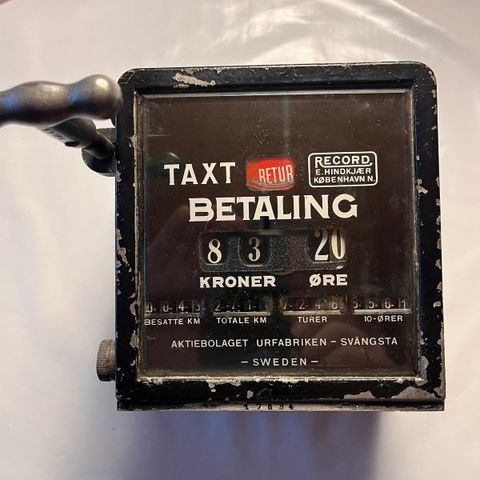 TAXT RETUR
RECORD
E. HINDKJÆR
KØBENHAVN N.
BETALING
8 3 20
KRONER ØRE
BESATTE KM TOTALE KM TURER 10-ØRER
AKTIEBOLAGET URFABRIKEN - SVÄNGSTA
- SWEDEN -